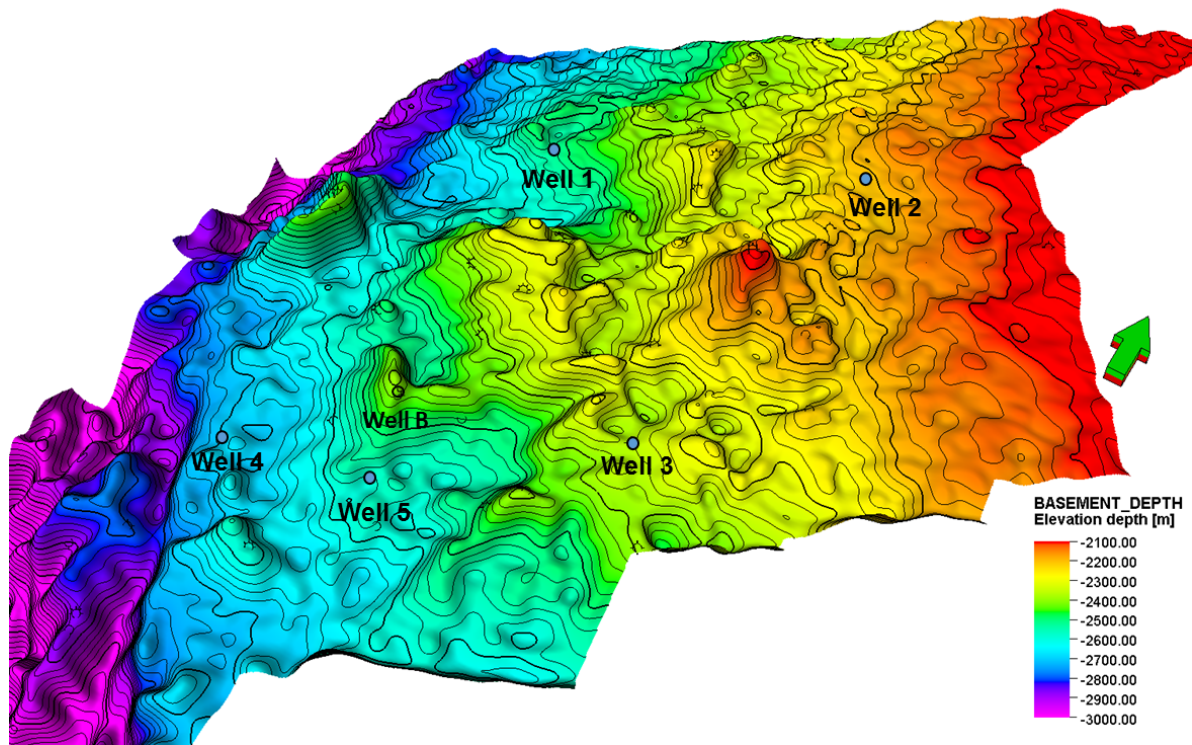 Well 1
Well 2
Well B
Well 3
Well 4
Well 5
BASEMENT_DEPTH
Elevation depth [m]
-2100.00
-2200.00
-2300.00
-2400.00
-2500.00
-2600.00
-2700.00
-2800.00
-2900.00
-3000.00